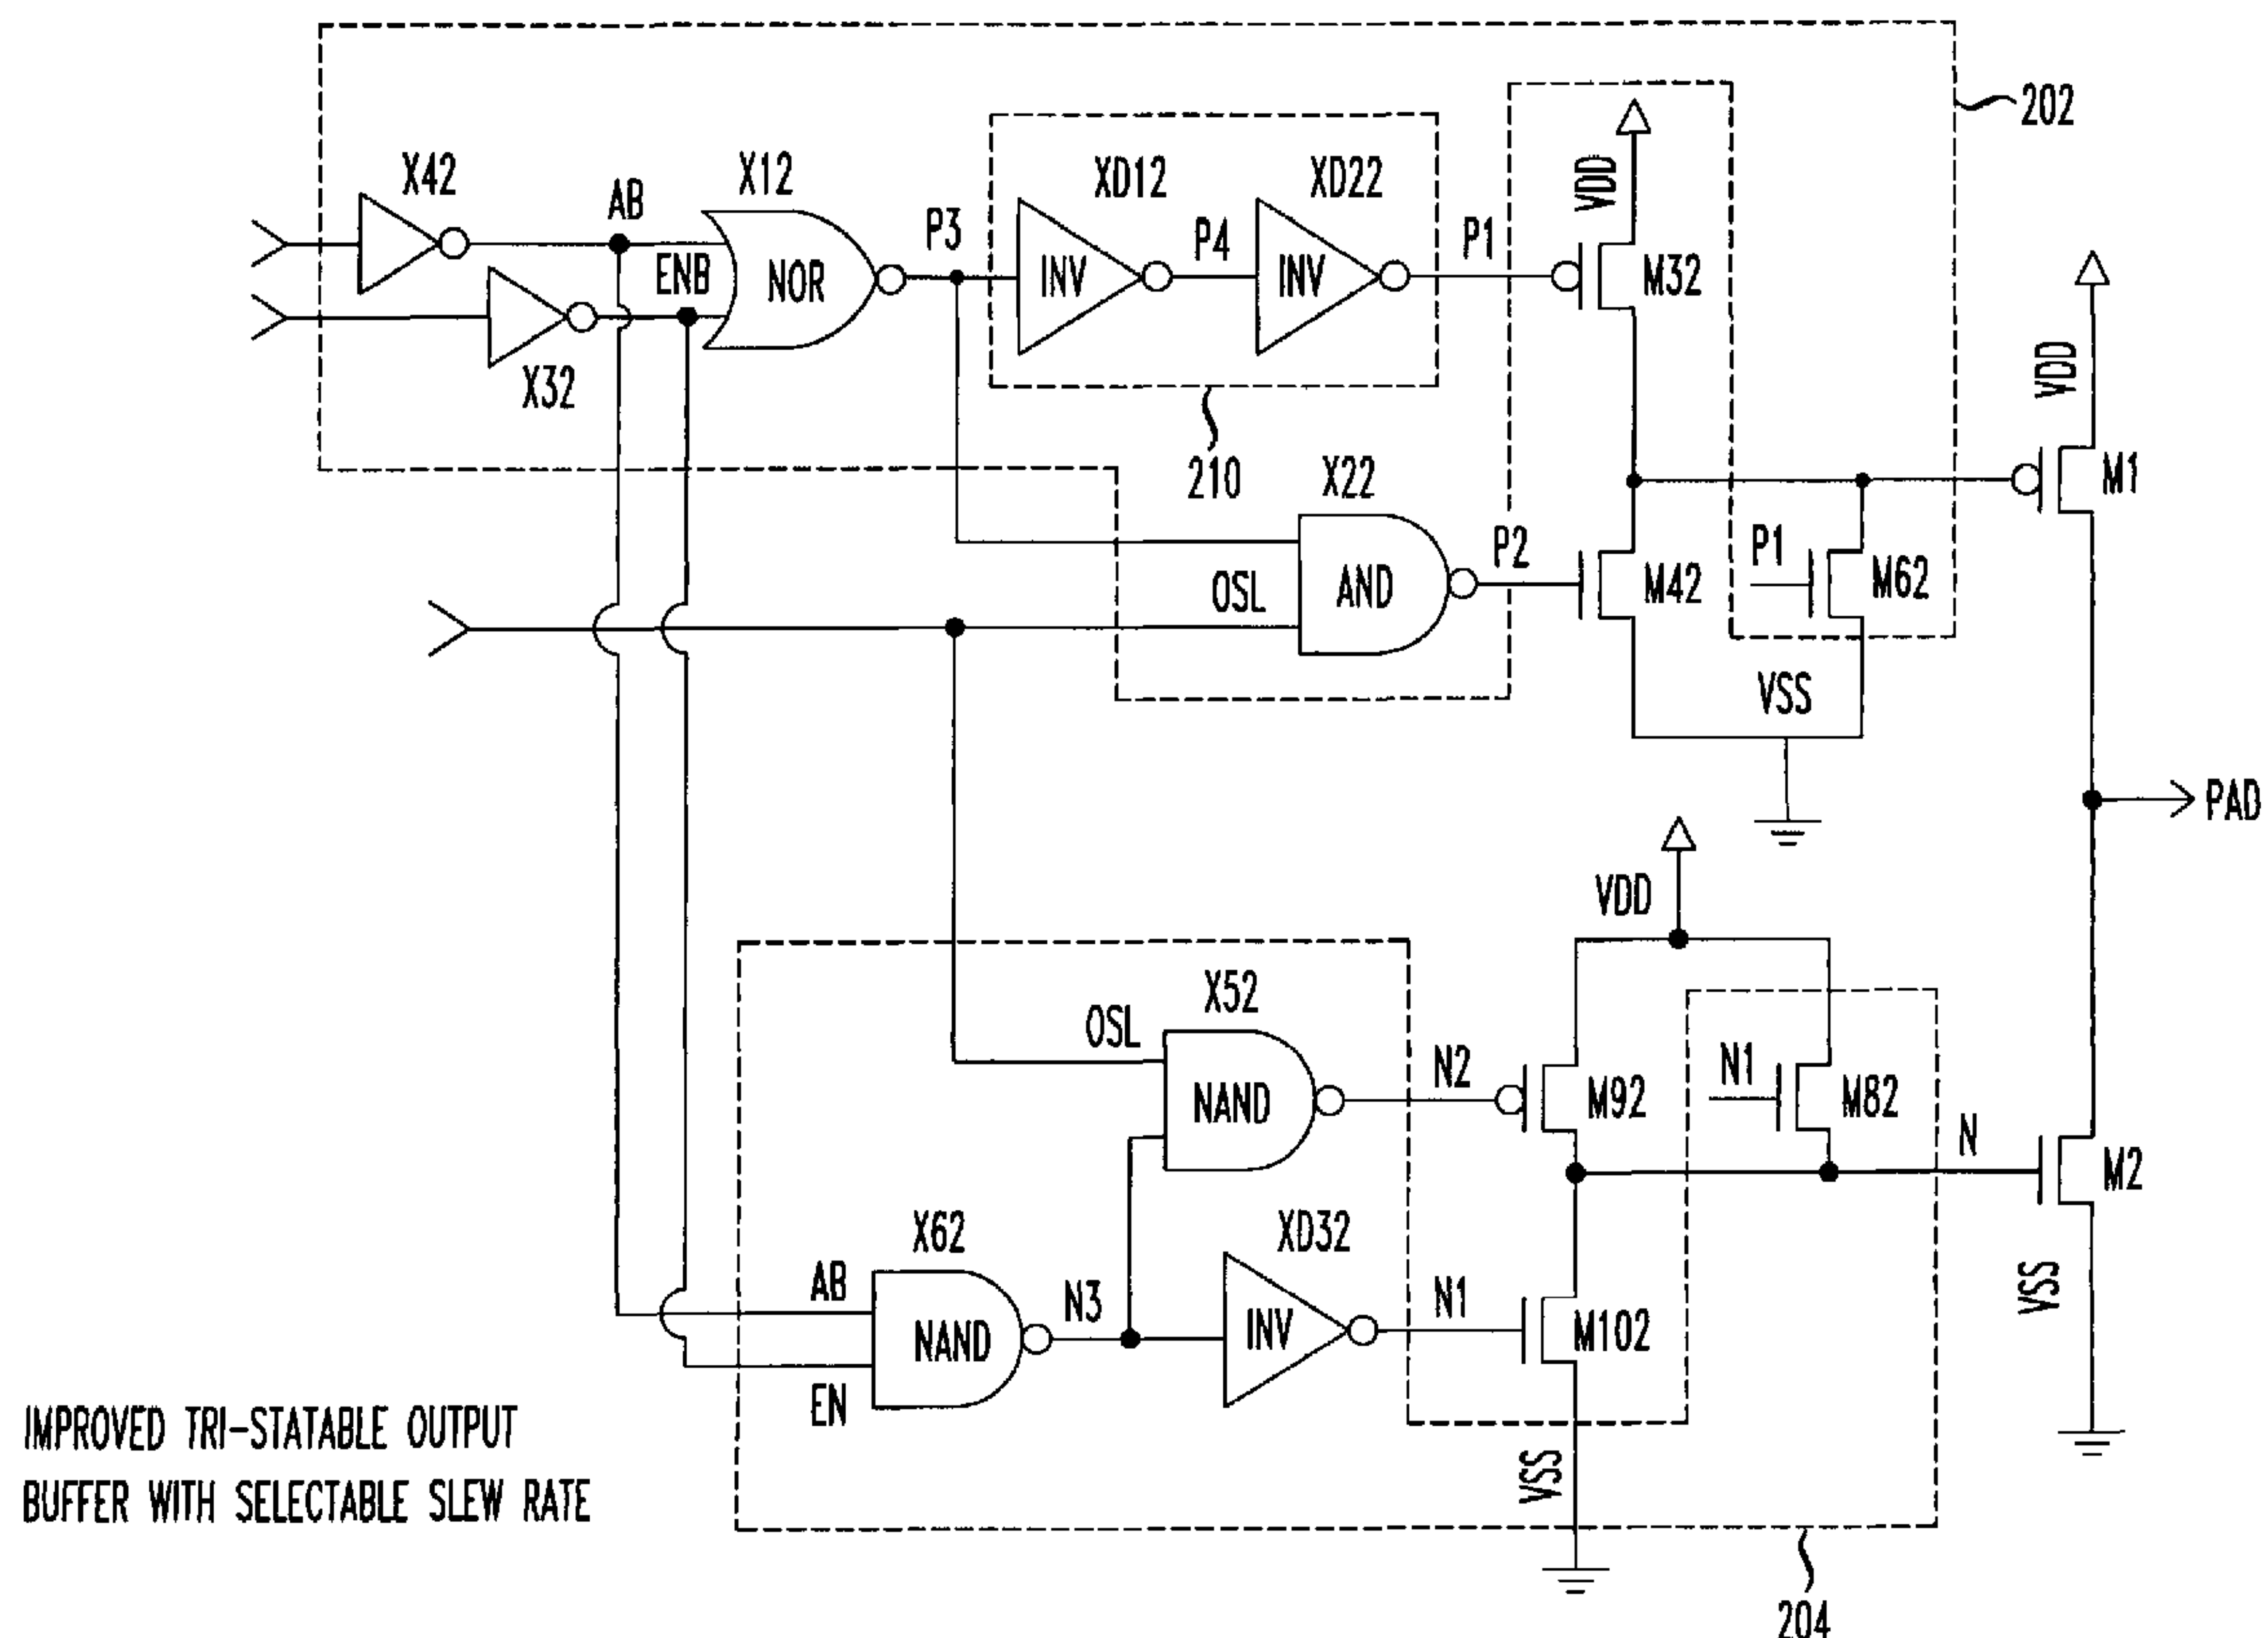 202
X42
AB
X12
P3
XD12
XD22
P4
P1
VDD
M32
ENB
NOR
INV
INV
X32
VDD
210
X22
M1
P2
P1
OSL
AND
M42
M62
VSS
PAD
VDD
X52
OSL
N2
NAND
M92
N1
M82
N
M2
X62
XD32
AB
N3
N1
NAND
INV
M102
VSS
EN
VSS
IMPROVED TRI-STATABLE OUTPUT
BUFFER WITH SELECTABLE SLEW RATE
204